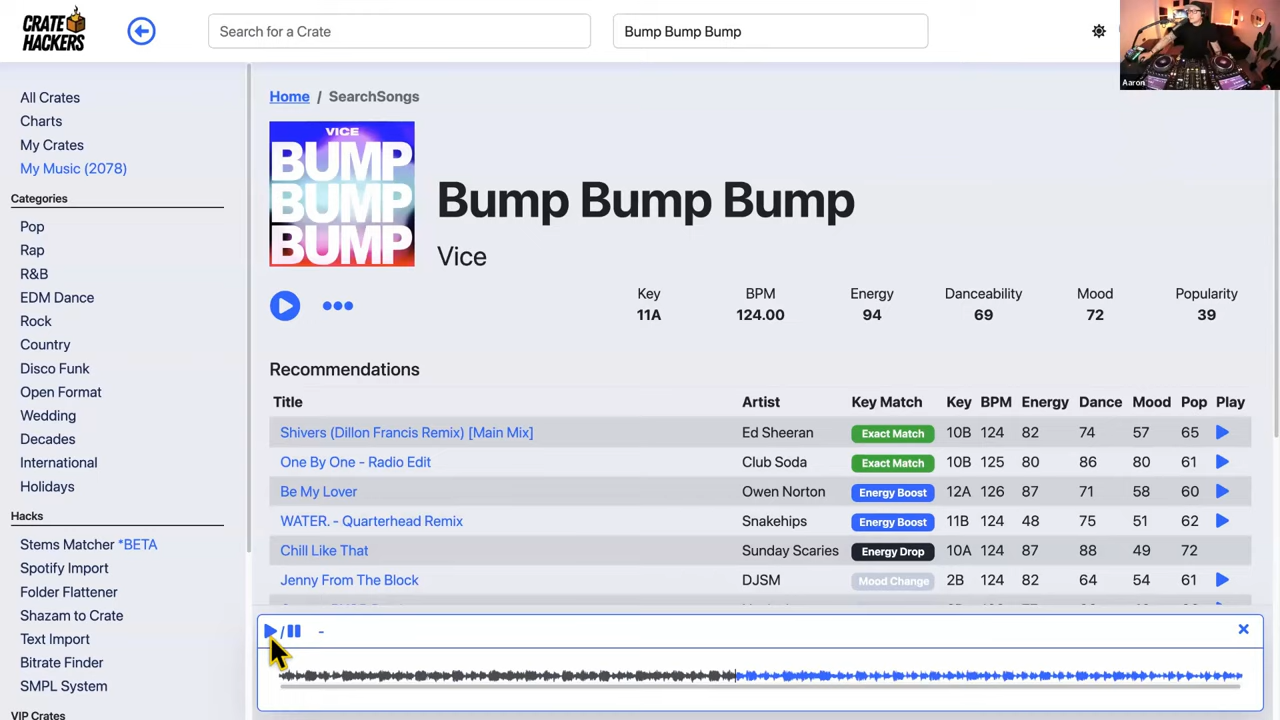 CRATE
HACKERS
Search for a Crate
Bump Bump Bump
Aaron
All Crates
Charts
My Crates
My Music (2078)
Categories
Pop
Rap
R&B
EDM Dance
Rock
Country
Disco Funk
Open Format
Wedding
Decades
International
Holidays
Hacks
Stems Matcher *BETA
Spotify Import
Folder Flattener
Shazam to Crate
Text Import
Bitrate Finder
SMPL System
VIP Crates
Home / SearchSongs
VICE
BUMP
BUMP
BUMP
Bump Bump Bump
Vice
Key BPM Energy Danceability Mood Popularity
11A 124.00 94 69 72 39
Recommendations
Title Artist Key Match Key BPM Energy Dance Mood Pop Play
Shivers (Dillon Francis Remix) [Main Mix] Ed Sheeran Exact Match 10B 124 82 74 57 65
One By One - Radio Edit Club Soda Exact Match 10B 125 80 86 80 61
Be My Lover Owen Norton Energy Boost 12A 126 87 71 58 60
WATER. - Quarterhead Remix Snakehips Energy Boost 11B 124 48 75 51 62
Chill Like That Sunday Scaries Energy Drop 10A 124 87 88 49 72
Jenny From The Block DJSM Mood Change 2B 124 82 64 54 61
/ -